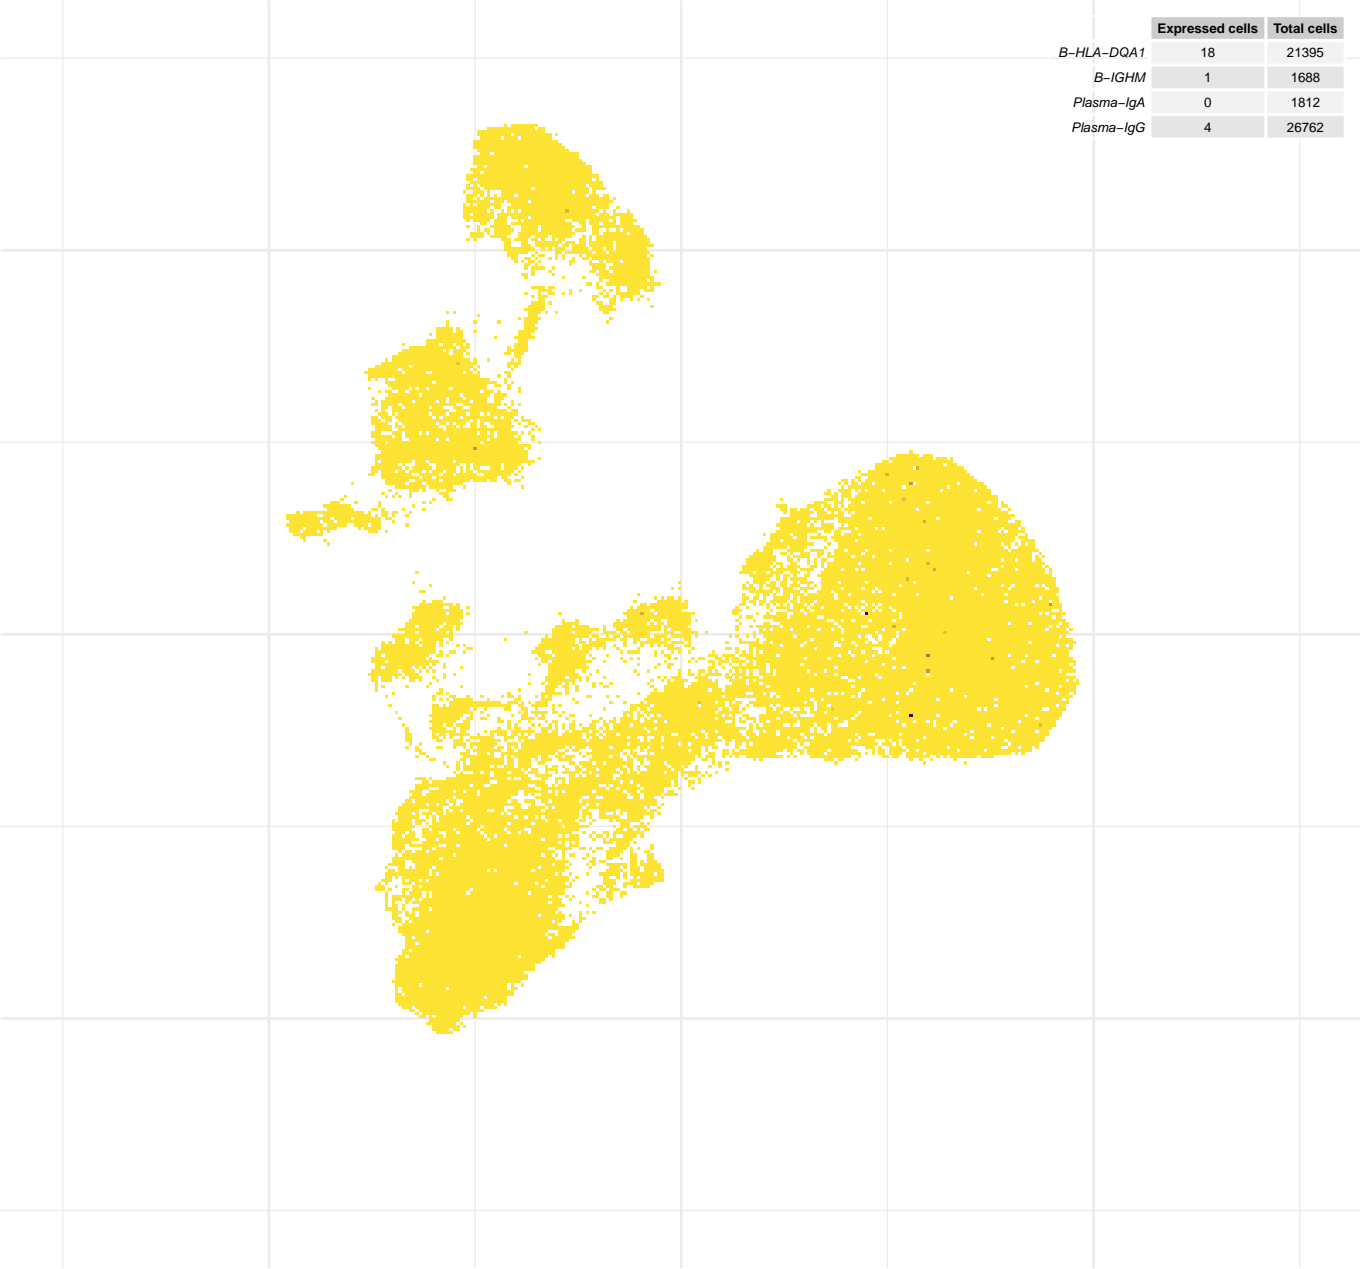 Expressed cells Total cells
B−HLA−DQA1 18 21395
B−IGHM 1 1688
Plasma−IgA 0 1812
Plasma−IgG 4 26762